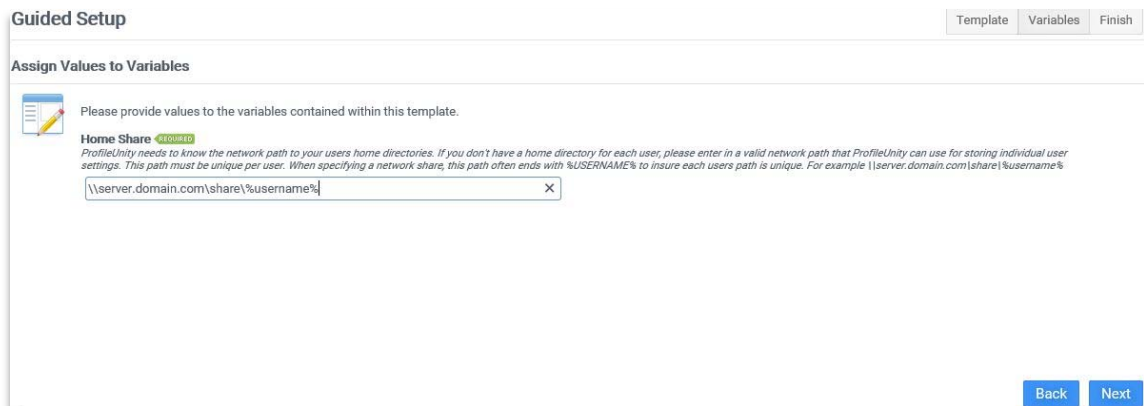 Guided Setup
Template Variables Finish
Assign Values to Variables
Please provide values to the variables contained within this template.
Home Share REQUIRED
ProfileUnity needs to know the network path to your users home directories. If you don't have a home directory for each user, please enter in a valid network path that ProfileUnity can use for storing individual user
settings. This path must be unique per user. When specifying a network share, this path often ends with %USERNAME% to insure each users path is unique. For example \\server.domain.com\share\%username%
\\server.domain.com\share\%username%
Back Next